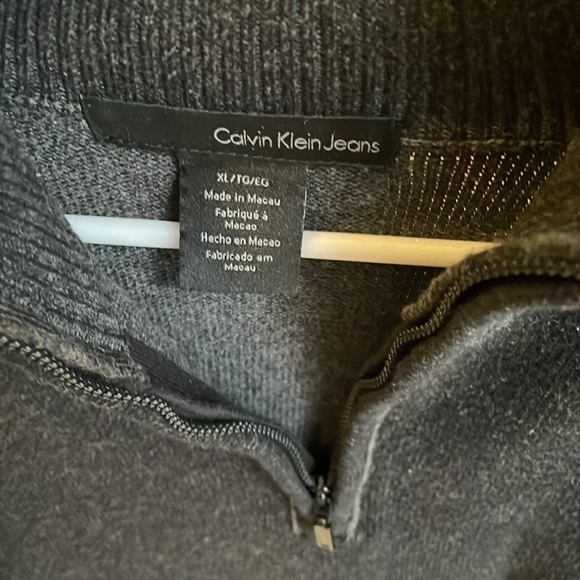 Calvin Klein Jeans
XL/TG/EG
Made in Macau
Fabriqué à
Macao
Hecho en Macao
Fabricado em
Macau